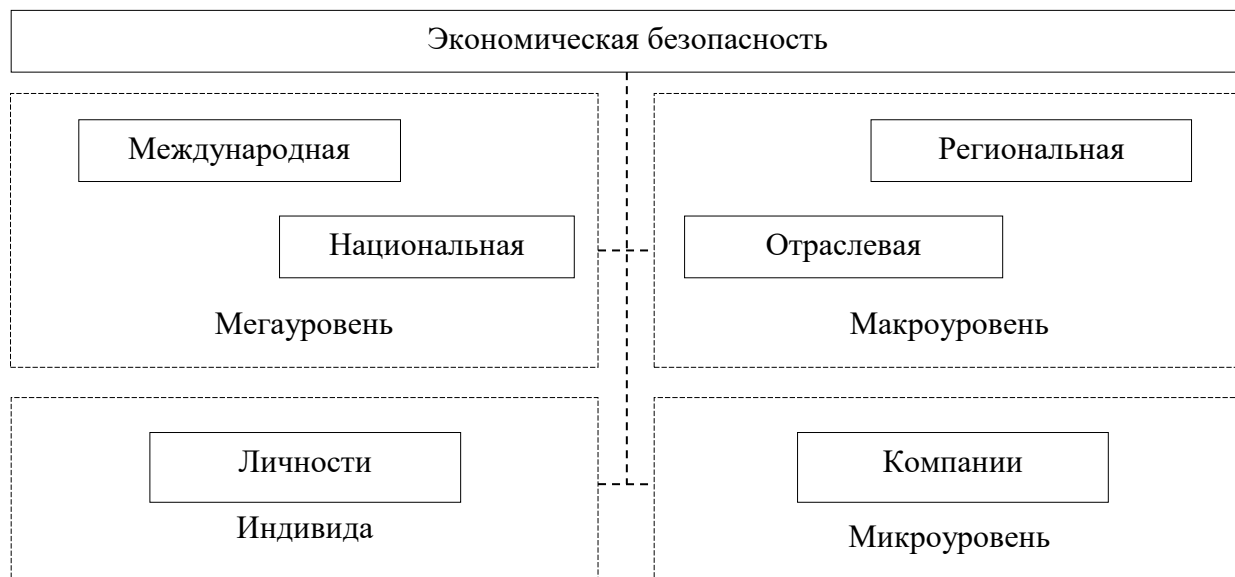 Экономическая безопасность
Международная
Национальная
Мегауровень
Региональная
Отраслевая
Макроуровень
Личности
Индивида
Компании
Микроуровень